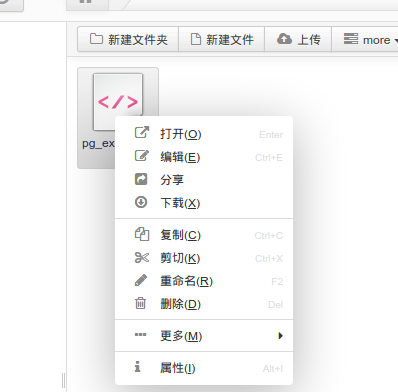 新建文件夹 新建文件 上传 more
</>
pg_ex
打开(O) Enter
编辑(E) Ctrl+E
分享
下载(X)
复制(C) Ctrl+C
剪切(K) Ctrl+X
重命名(R) F2
删除(D) Del
更多(M)
属性(I) Alt+I